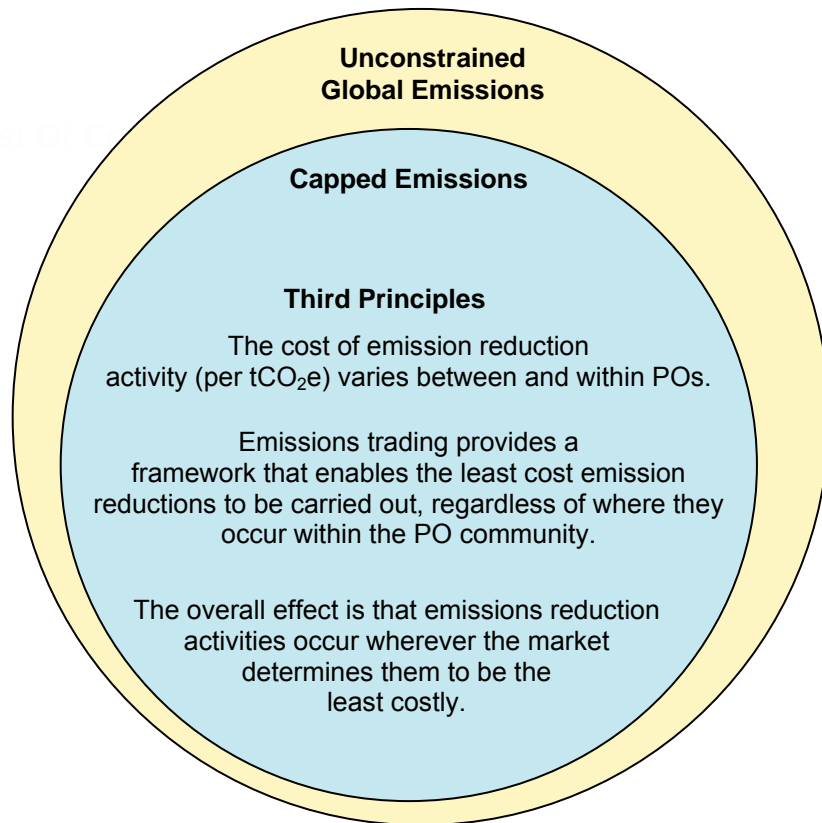 Unconstrained
Global Emissions
Capped Emissions
Third Principles
The cost of emission reduction
activity (per tCO₂e) varies between and within POs.
Emissions trading provides a
framework that enables the least cost emission
reductions to be carried out, regardless of where they
occur within the PO community.
The overall effect is that emissions reduction
activities occur wherever the market
determines them to be the
least costly.